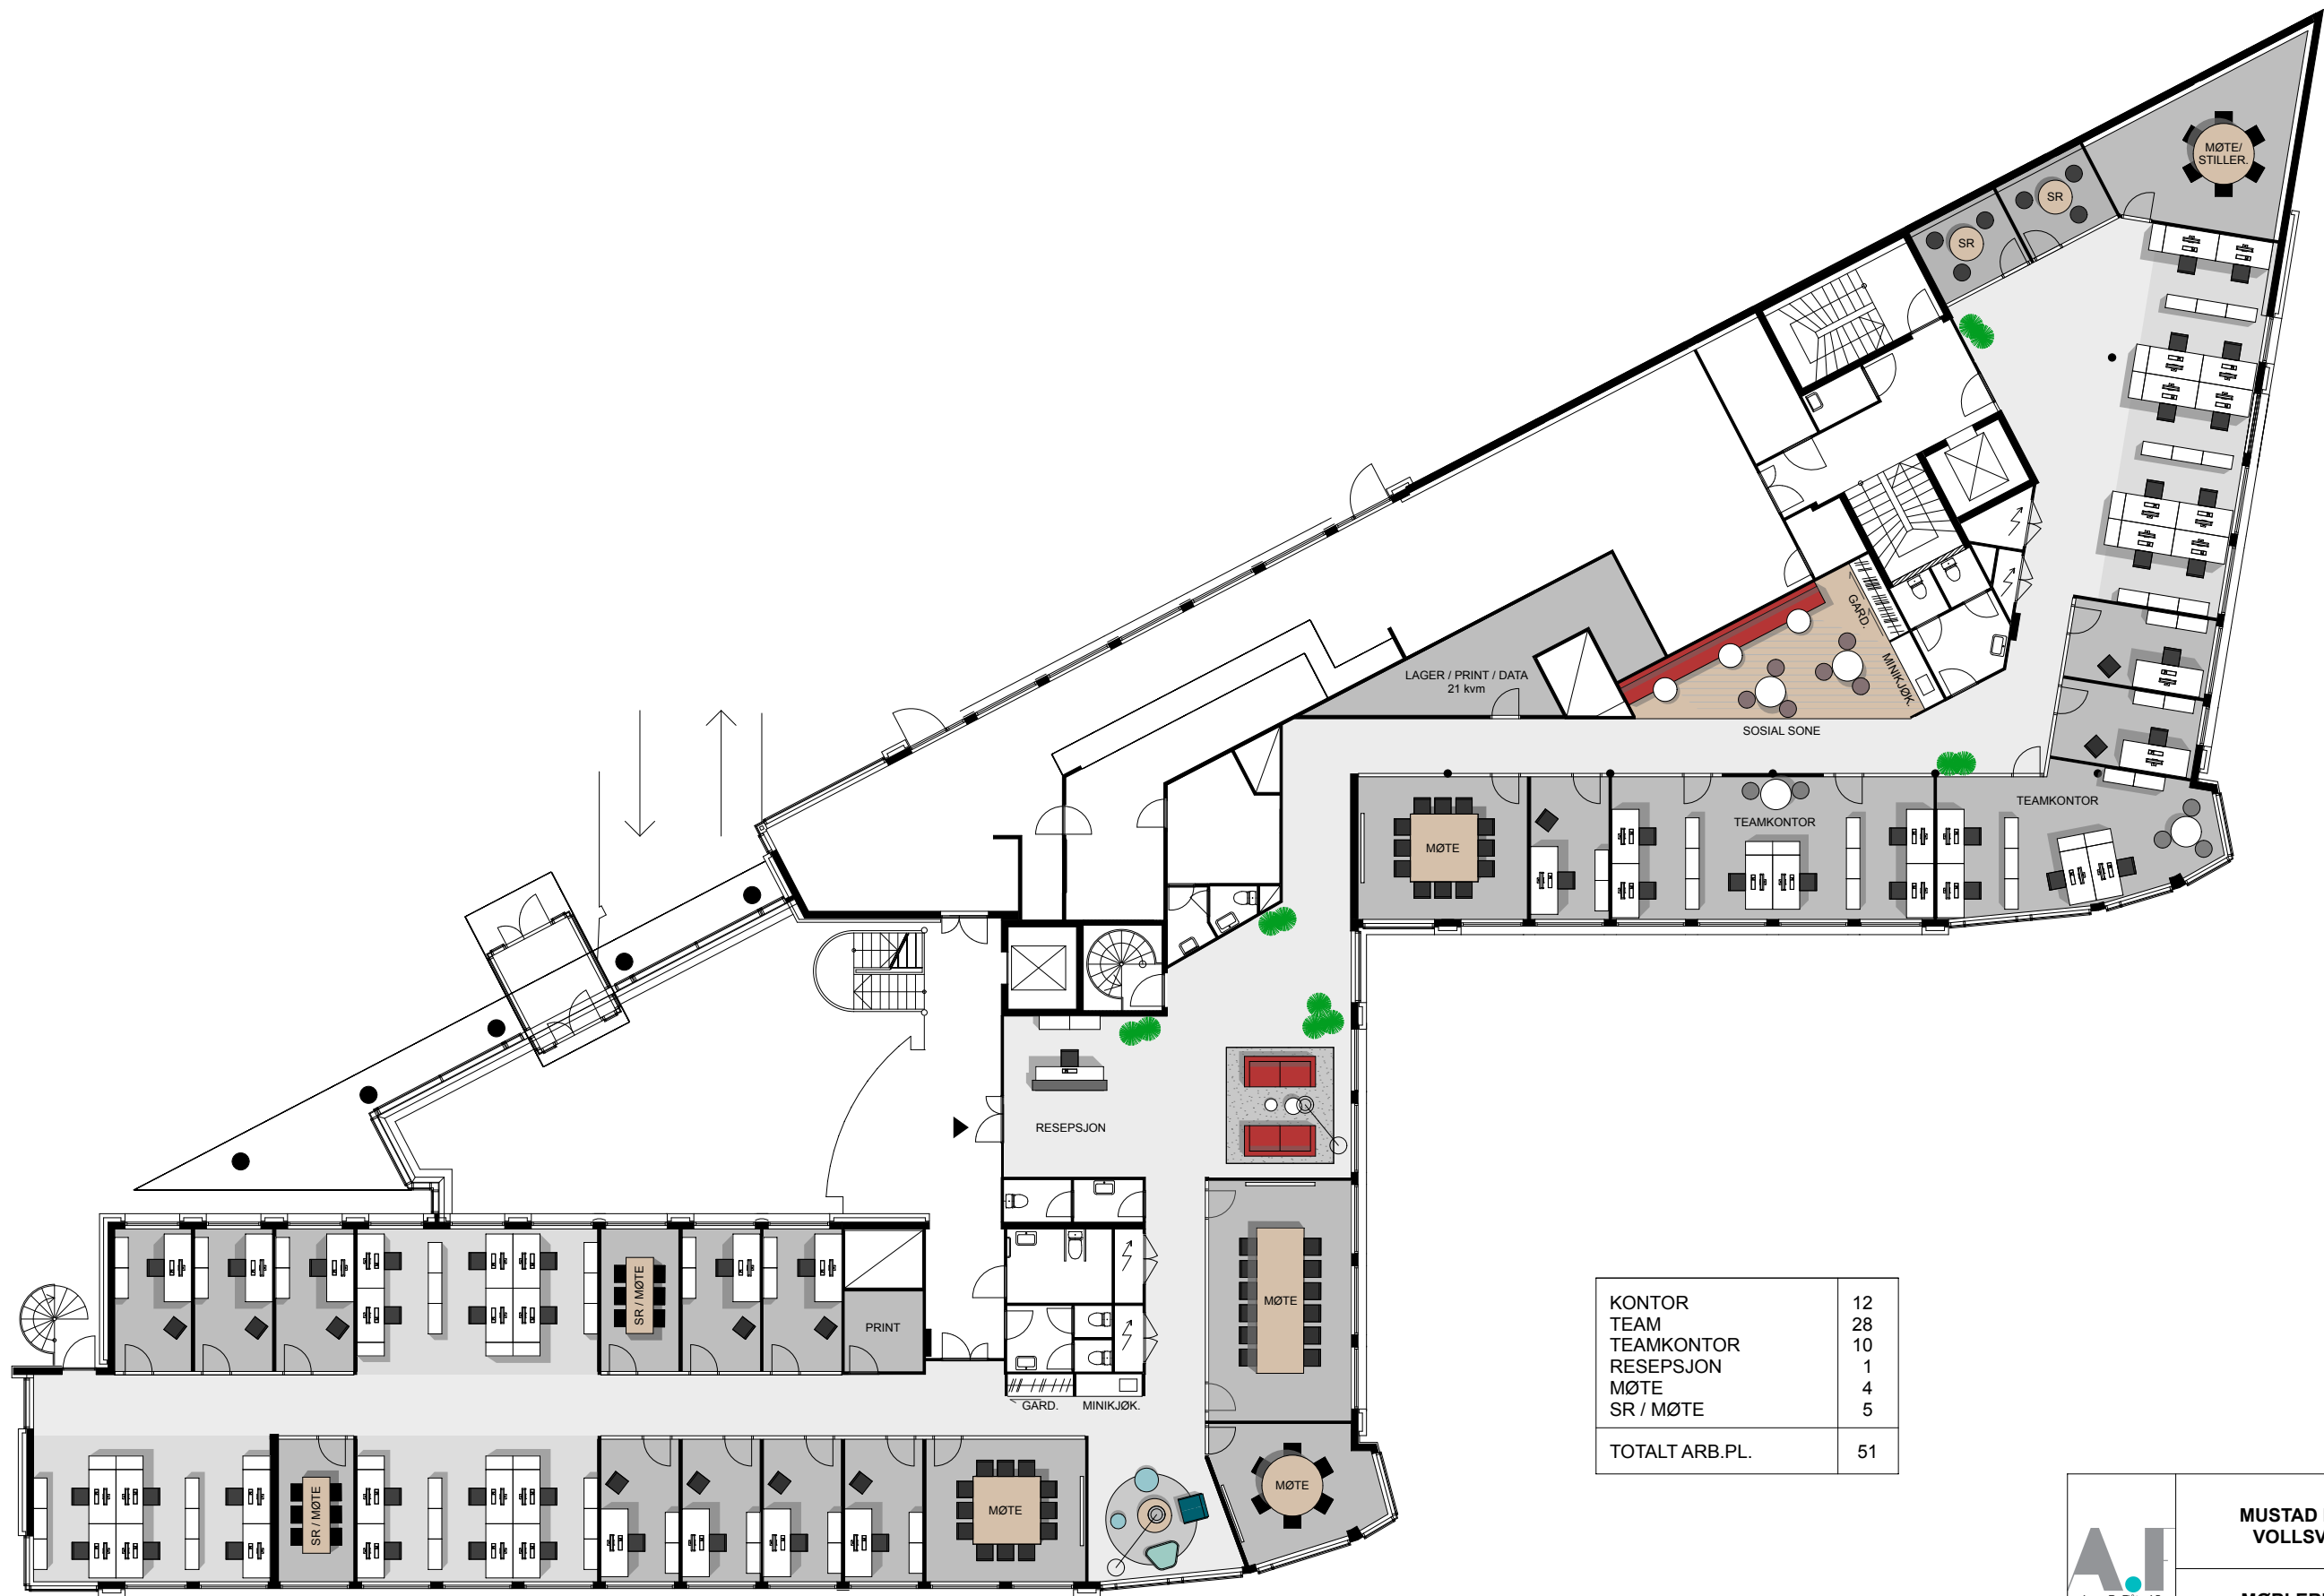 MØTE/
STILLER.
SR
SR
GARD.
LAGER / PRINT / DATA
21 kvm
MINIKJØK.
SOSIAL SONE
TEAMKONTOR
TEAMKONTOR
MØTE
RESEPSJON
SR / MØTE
MØTE
PRINT
GARD.
MINIKJØK.
SR / MØTE
MØTE
MØTE
KONTOR 12
TEAM 28
TEAMKONTOR 10
RESEPSJON 1
MØTE 4
SR / MØTE 5
TOTALT ARB.PL. 51
MUSTAD
VOLLSV
A.I